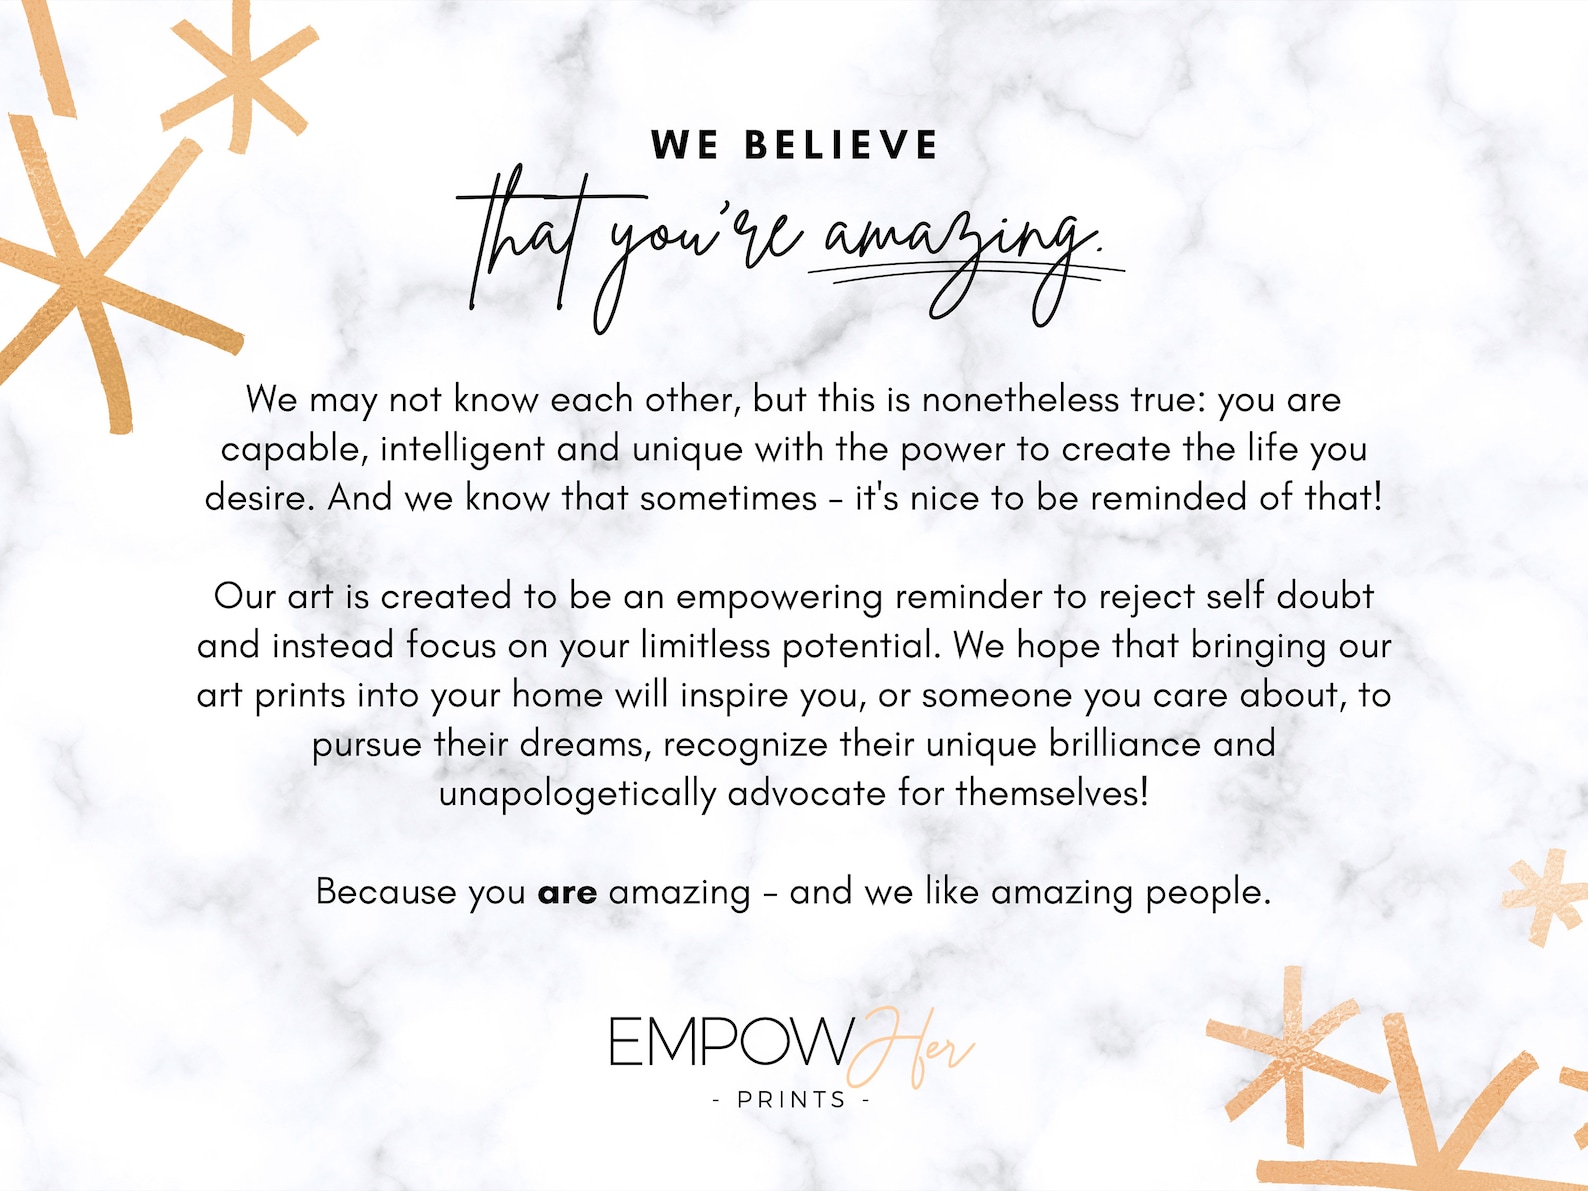 WE BELIEVE
that you're amazing.
We may not know each other, but this is nonetheless true: you are
capable, intelligent and unique with the power to create the life you
desire. And we know that sometimes - it's nice to be reminded of that!
Our art is created to be an empowering reminder to reject self doubt
and instead focus on your limitless potential. We hope that bringing our
art prints into your home will inspire you, or someone you care about, to
pursue their dreams, recognize their unique brilliance and
unapologetically advocate for themselves!
Because you are amazing - and we like amazing people.
EMPOWHer
- PRINTS -